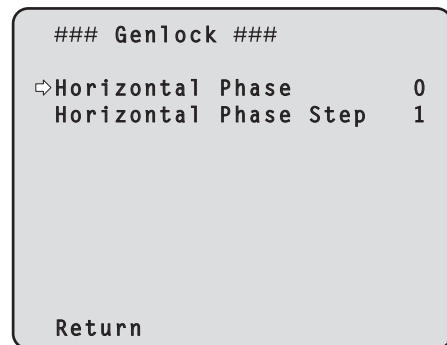 ### Genlock ###
⇨Horizontal Phase 0
Horizontal Phase Step 1
Return